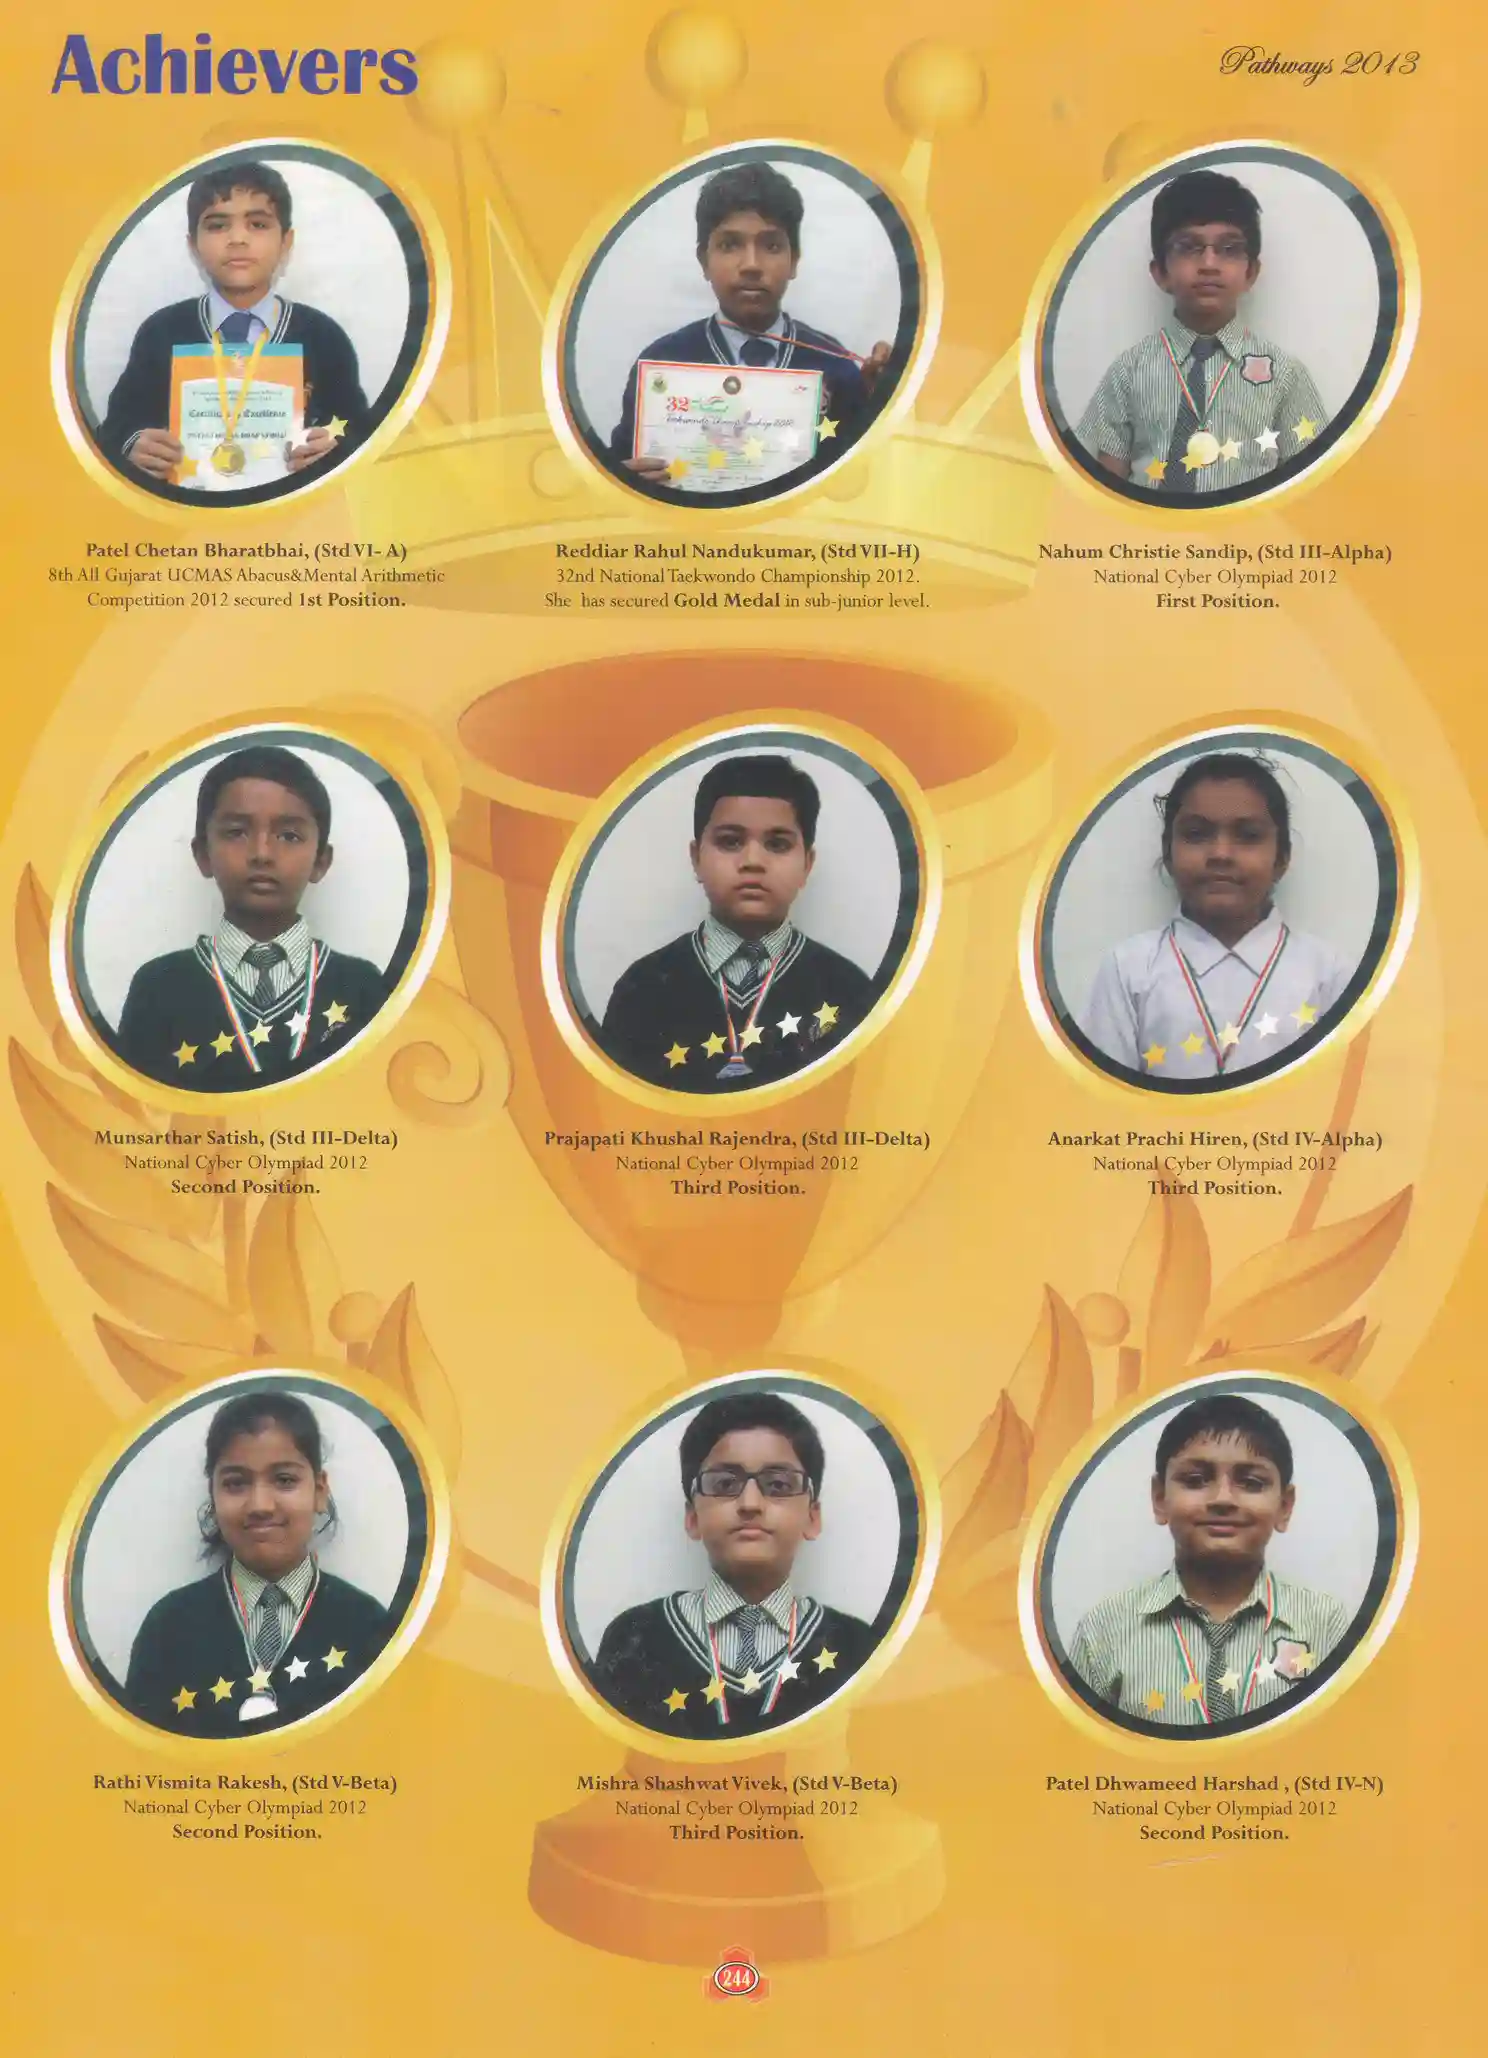 Achievers
Pathways 2013
Patel Chetan Bharatbhai, (Std VI- A)
8th All Gujarat UCMAS Abacus&Mental Arithmetic
Competition 2012 secured 1st Position.
32
National
Reddiar Rahul Nandukumar, (Std VII-H)
32nd National Taekwondo Championship 2012.
She has secured Gold Medal in sub-junior level.
Nahum Christie Sandip, (Std III-Alpha)
National Cyber Olympiad 2012
First Position.
Munsarthar Satish, (Std III-Delta)
National Cyber Olympiad 2012
Second Position.
Prajapati Khushal Rajendra, (Std III-Delta)
National Cyber Olympiad 2012
Third Position.
Anarkat Prachi Hiren, (Std IV-Alpha)
National Cyber Olympiad 2012
Third Position.
Rathi Vismita Rakesh, (Std V-Beta)
National Cyber Olympiad 2012
Second Position.
Mishra Shashwat Vivek, (Std V-Beta)
National Cyber Olympiad 2012
Third Position.
Patel Dhwameed Harshad , (Std IV-N)
National Cyber Olympiad 2012
Second Position.
244